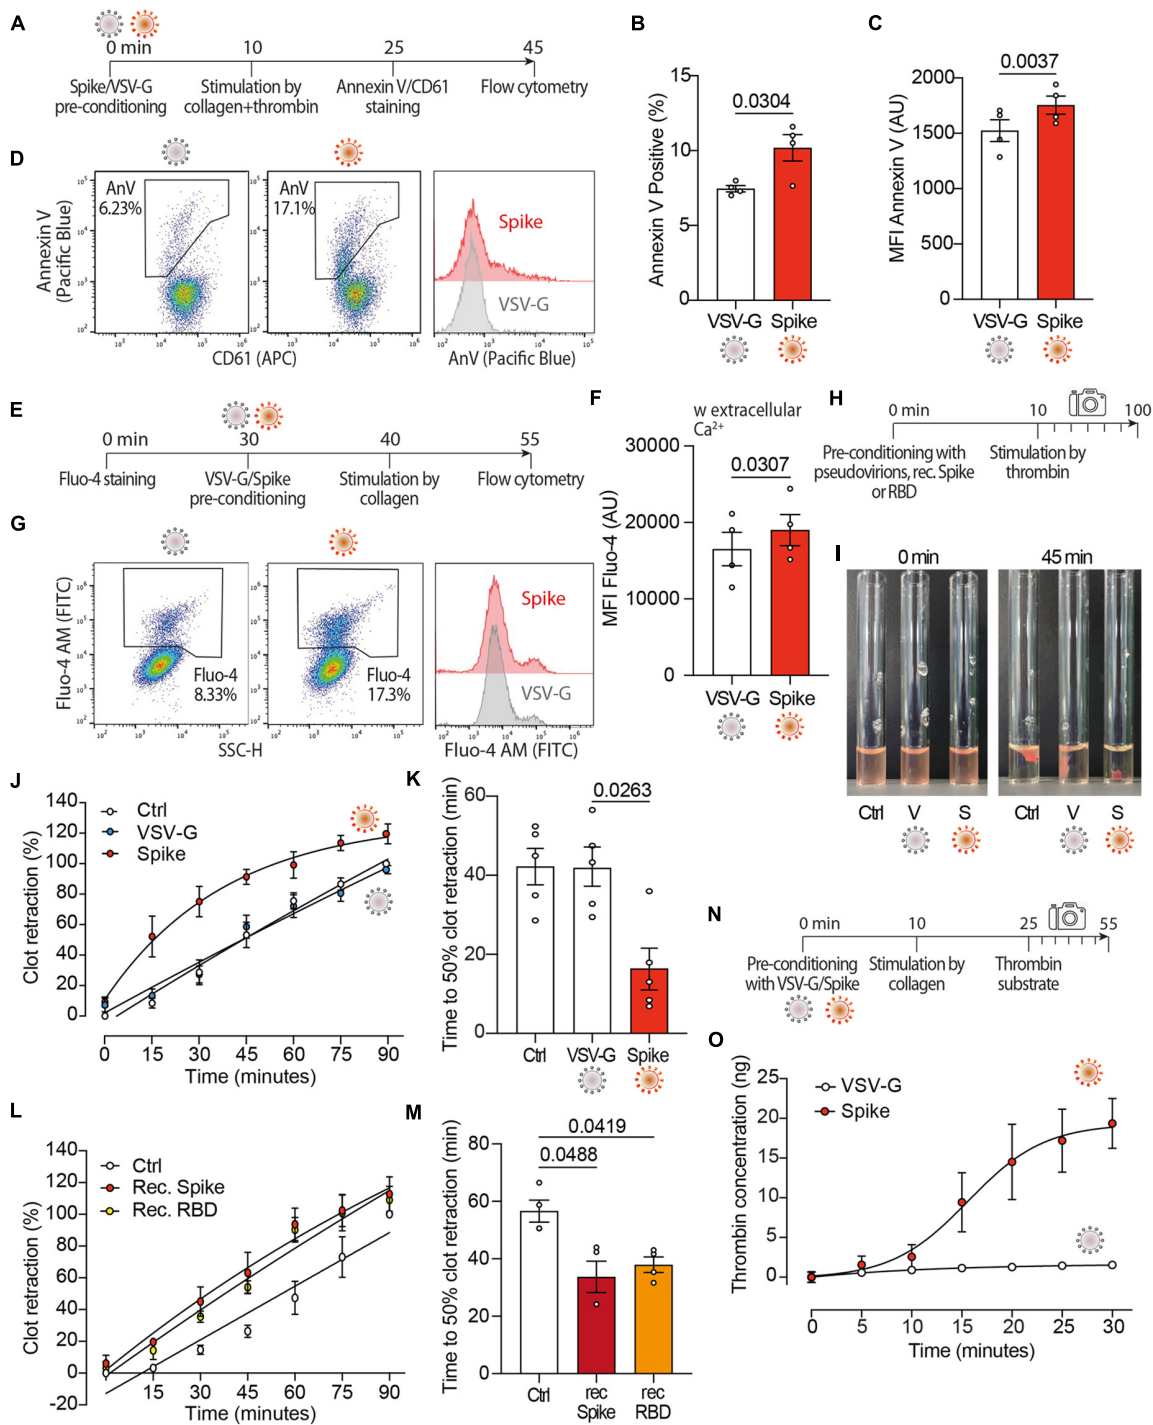 A
0 min
10
25
45
Spike/VSV-G
pre-conditioning
Stimulation by
collagen+thrombin
Annexin V/CD61
staining
Flow cytometry
B
Annexin V Positive (%)
15
10
5
0
0.0304
VSV-G
Spike
C
MFI Annexin V (AU)
2000
1500
1000
500
0
0.0037
VSV-G
Spike
D
Annexin V
(Pacific Blue)
AnV
6.23%
AnV
17.1%
10⁵
10⁴
10³
10²
10³
10⁴
10⁵
10⁶
CD61 (APC)
Spike
VSV-G
10²
10³
10⁴
10⁵
AnV (Pacific Blue)
E
0 min
30
40
55
Fluo-4 staining
VSV-G/Spike
pre-conditioning
Stimulation by
collagen
Flow cytometry
F
w extracellular
Ca²⁺
MFI Fluo-4 (AU)
30000
20000
10000
0
0.0307
VSV-G
Spike
G
Fluo-4 AM (FITC)
Fluo-4
8.33%
Fluo-4
17.3%
SSC-H
Spike
VSV-G
Fluo-4 AM (FITC)
H
0 min
10
100
Pre-conditioning with
pseudovirions, rec. Spike
or RBD
Stimulation by
thrombin
I
0 min
45 min
Ctrl
V
S
Ctrl
V
S
J
Clot retraction (%)
140
120
100
80
60
40
20
0
Ctrl
VSV-G
Spike
0
15
30
45
60
75
90
Time (minutes)
K
Time to 50% clot retraction (min)
60
40
20
0
0.0263
Ctrl
VSV-G
Spike
L
Clot retraction (%)
140
120
100
80
60
40
20
0
-20
Ctrl
Rec. Spike
Rec. RBD
15
30
45
60
75
90
Time (minutes)
M
Time to 50% clot retraction (min)
80
60
40
20
0
0.0419
0.0488
Ctrl
rec
Spike
rec
RBD
N
0 min
10
25
55
Pre-conditioning
with VSV-G/Spike
Stimulation by
collagen
Thrombin
substrate
O
Thrombin concentration (ng)
25
20
15
10
5
0
VSV-G
Spike
0
5
10
15
20
25
30
Time (minutes)